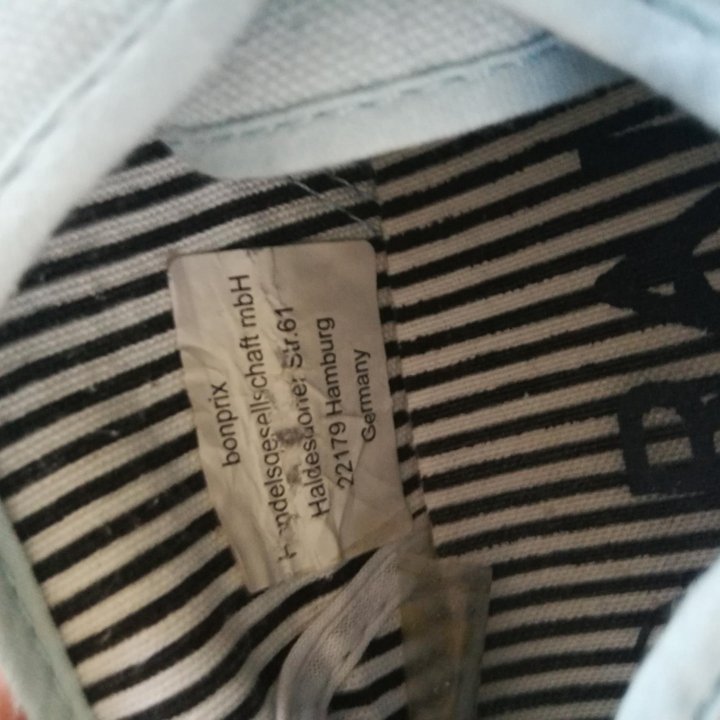 bonprix
Handelsgesellschaft mbH
Haldesdorfer Str.61
22179 Hamburg
Germany